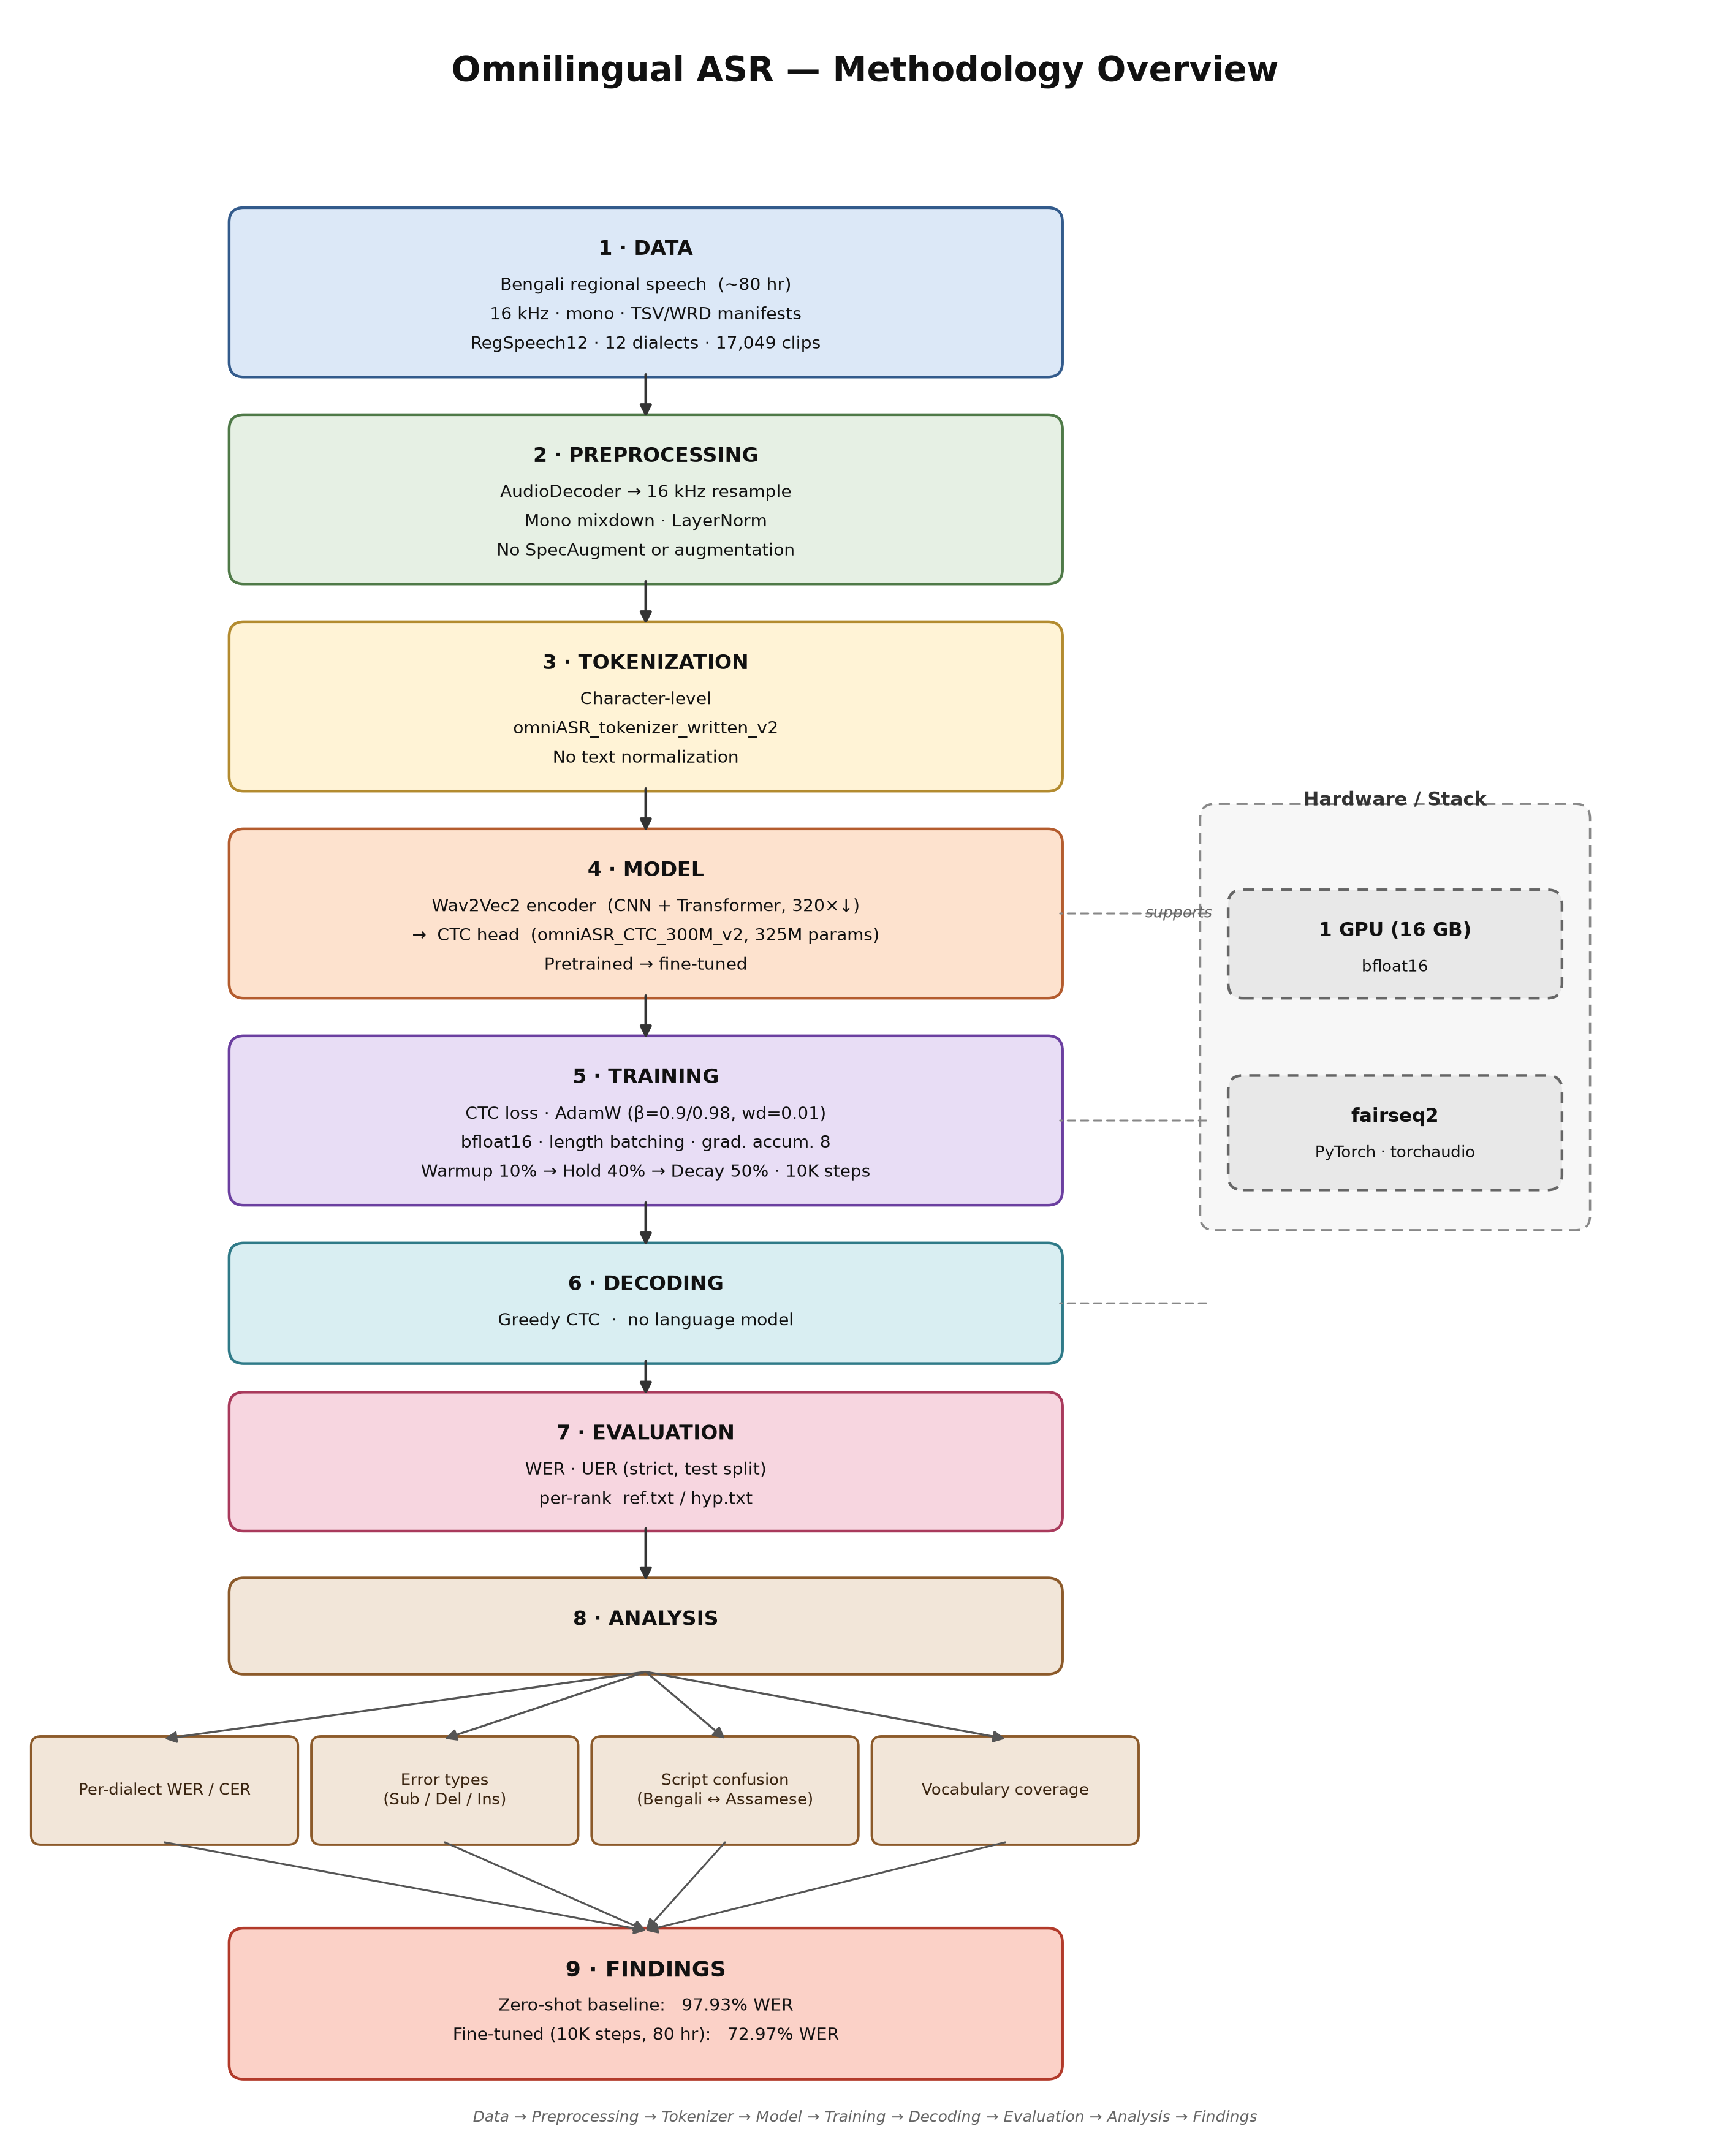 Omnilingual ASR — Methodology Overview
1 · DATA
Bengali regional speech (~80 hr)
16 kHz · mono · TSV/WRD manifests
RegSpeech12 · 12 dialects · 17,049 clips
2 · PREPROCESSING
AudioDecoder → 16 kHz resample
Mono mixdown · LayerNorm
No SpecAugment or augmentation
3 · TOKENIZATION
Character-level
omniASR_tokenizer_written_v2
No text normalization
4 · MODEL
Wav2Vec2 encoder (CNN + Transformer, 320×↓)
→ CTC head (omniASR_CTC_300M_v2, 325M params)
Pretrained → fine-tuned
supports
Hardware / Stack
1 GPU (16 GB)
bfloat16
fairseq2
PyTorch · torchaudio
5 · TRAINING
CTC loss · AdamW (β=0.9/0.98, wd=0.01)
bfloat16 · length batching · grad. accum. 8
Warmup 10% → Hold 40% → Decay 50% · 10K steps
6 · DECODING
Greedy CTC · no language model
7 · EVALUATION
WER · UER (strict, test split)
per-rank ref.txt / hyp.txt
8 · ANALYSIS
Per-dialect WER / CER
Error types
(Sub / Del / Ins)
Script confusion
(Bengali ↔ Assamese)
Vocabulary coverage
9 · FINDINGS
Zero-shot baseline: 97.93% WER
Fine-tuned (10K steps, 80 hr): 72.97% WER
Data → Preprocessing → Tokenizer → Model → Training → Decoding → Evaluation → Analysis → Findings